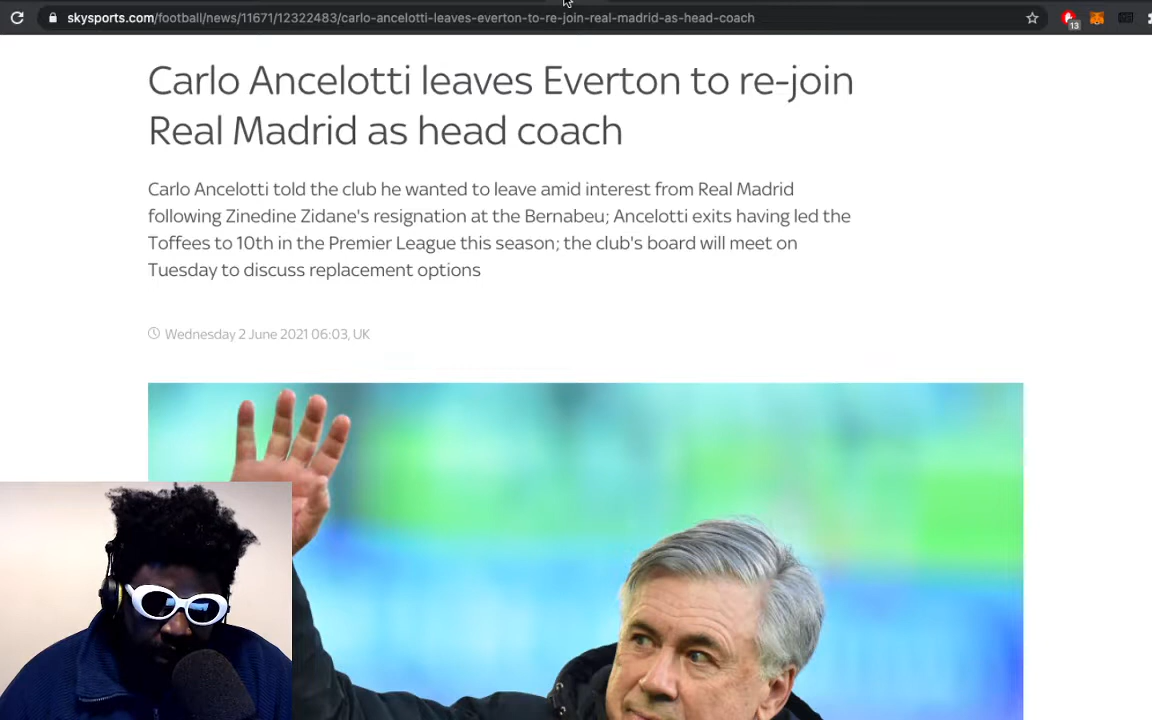 skysports.com/football/news/11671/12322483/carlo-ancelotti-leaves-everton-to-re-join-real-madrid-as-head-coach
13
Carlo Ancelotti leaves Everton to re-join
Real Madrid as head coach
Carlo Ancelotti told the club he wanted to leave amid interest from Real Madrid
following Zinedine Zidane's resignation at the Bernabeu; Ancelotti exits having led the
Toffees to 10th in the Premier League this season; the club's board will meet on
Tuesday to discuss replacement options
Wednesday 2 June 2021 06:03, UK